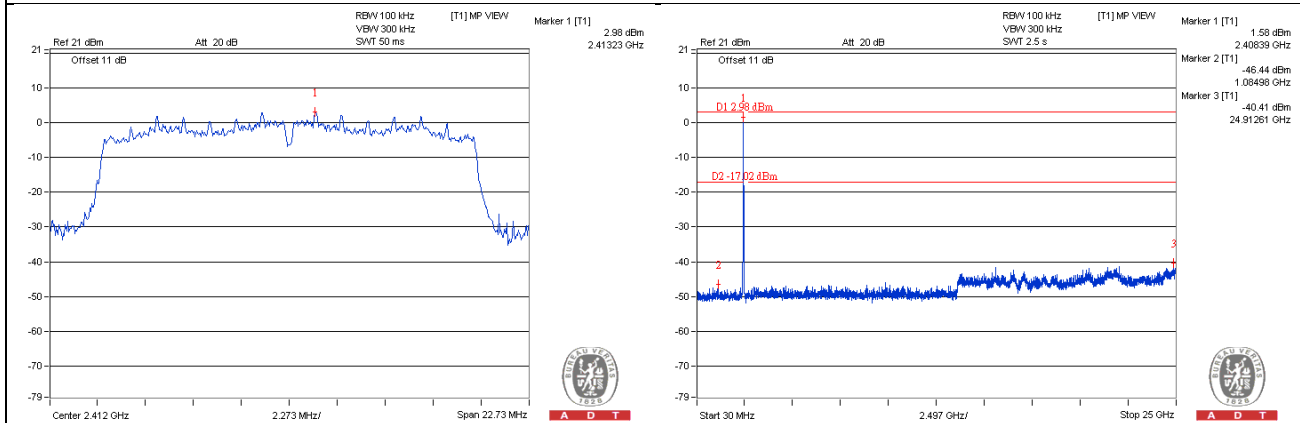 RBW 100 kHz [T1] MP VIEW
VBW 300 kHz
Ref 21 dBm Att 20 dB SWT 50 ms
Marker 1 [T1]
2.98 dBm
2.41323 GHz
21
Offset 11 dB
10
0
-10
-20
-30
-40
-50
-60
-70
-79
1
Center 2.412 GHz 2.273 MHz/ Span 22.73 MHz
BUREAU VERITAS
1828
A D T
RBW 100 kHz [T1] MP VIEW
VBW 300 kHz
Ref 21 dBm Att 20 dB SWT 2.5 s
Marker 1 [T1]
1.58 dBm
2.40839 GHz
Marker 2 [T1]
-46.44 dBm
1.08498 GHz
Marker 3 [T1]
-40.41 dBm
24.91261 GHz
21
Offset 11 dB
10
0
-10
-20
-30
-40
-50
-60
-70
-79
1
D1 2.98 dBm
D2 -17.02 dBm
2
3
Start 30 MHz 2.497 GHz/ Stop 25 GHz
BUREAU VERITAS
1828
A D T